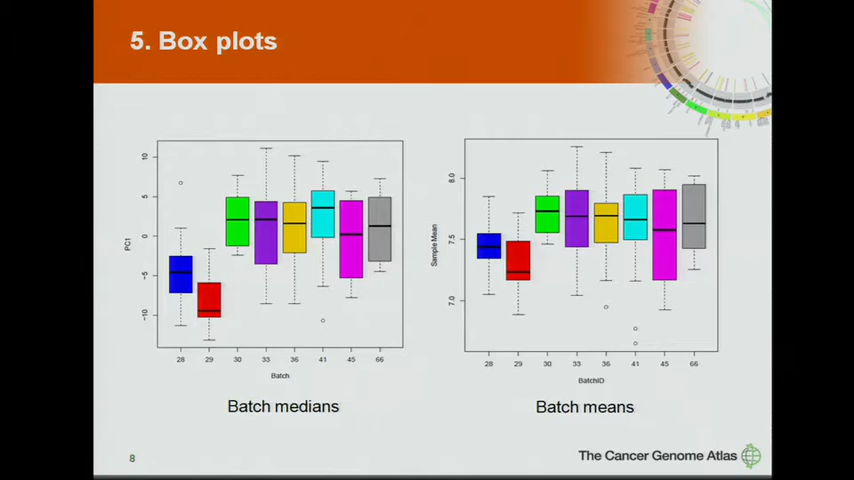 5. Box plots
10
5
0
-5
-10
PC1
28 29 30 33 36 41 45 66
Batch
Batch medians
8.0
7.5
7.0
Sample Mean
28 29 30 33 36 41 45 66
BatchID
Batch means
8
The Cancer Genome Atlas